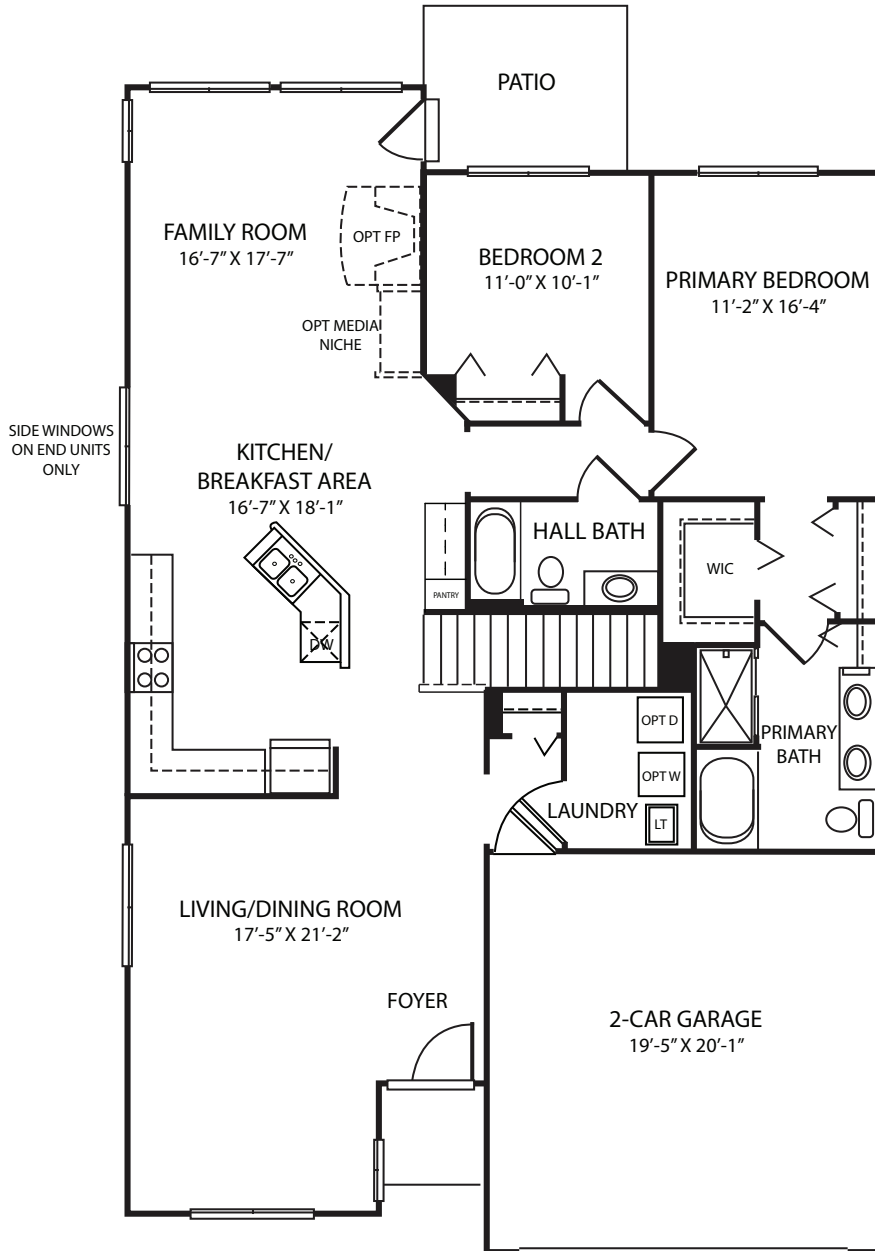 PATIO
FAMILY ROOM
16'-7" X 17'-7"
OPT FP
BEDROOM 2
11'-0" X 10'-1"
PRIMARY BEDROOM
11'-2" X 16'-4"
OPT MEDIA
NICHE
SIDE WINDOWS
ON END UNITS
ONLY
KITCHEN/
BREAKFAST AREA
16'-7" X 18'-1"
HALL BATH
WIC
PANTRY
DW
OPT D
PRIMARY
BATH
OPT W
LAUNDRY
LT
LIVING/DINING ROOM
17'-5" X 21'-2"
FOYER
2-CAR GARAGE
19'-5" X 20'-1"